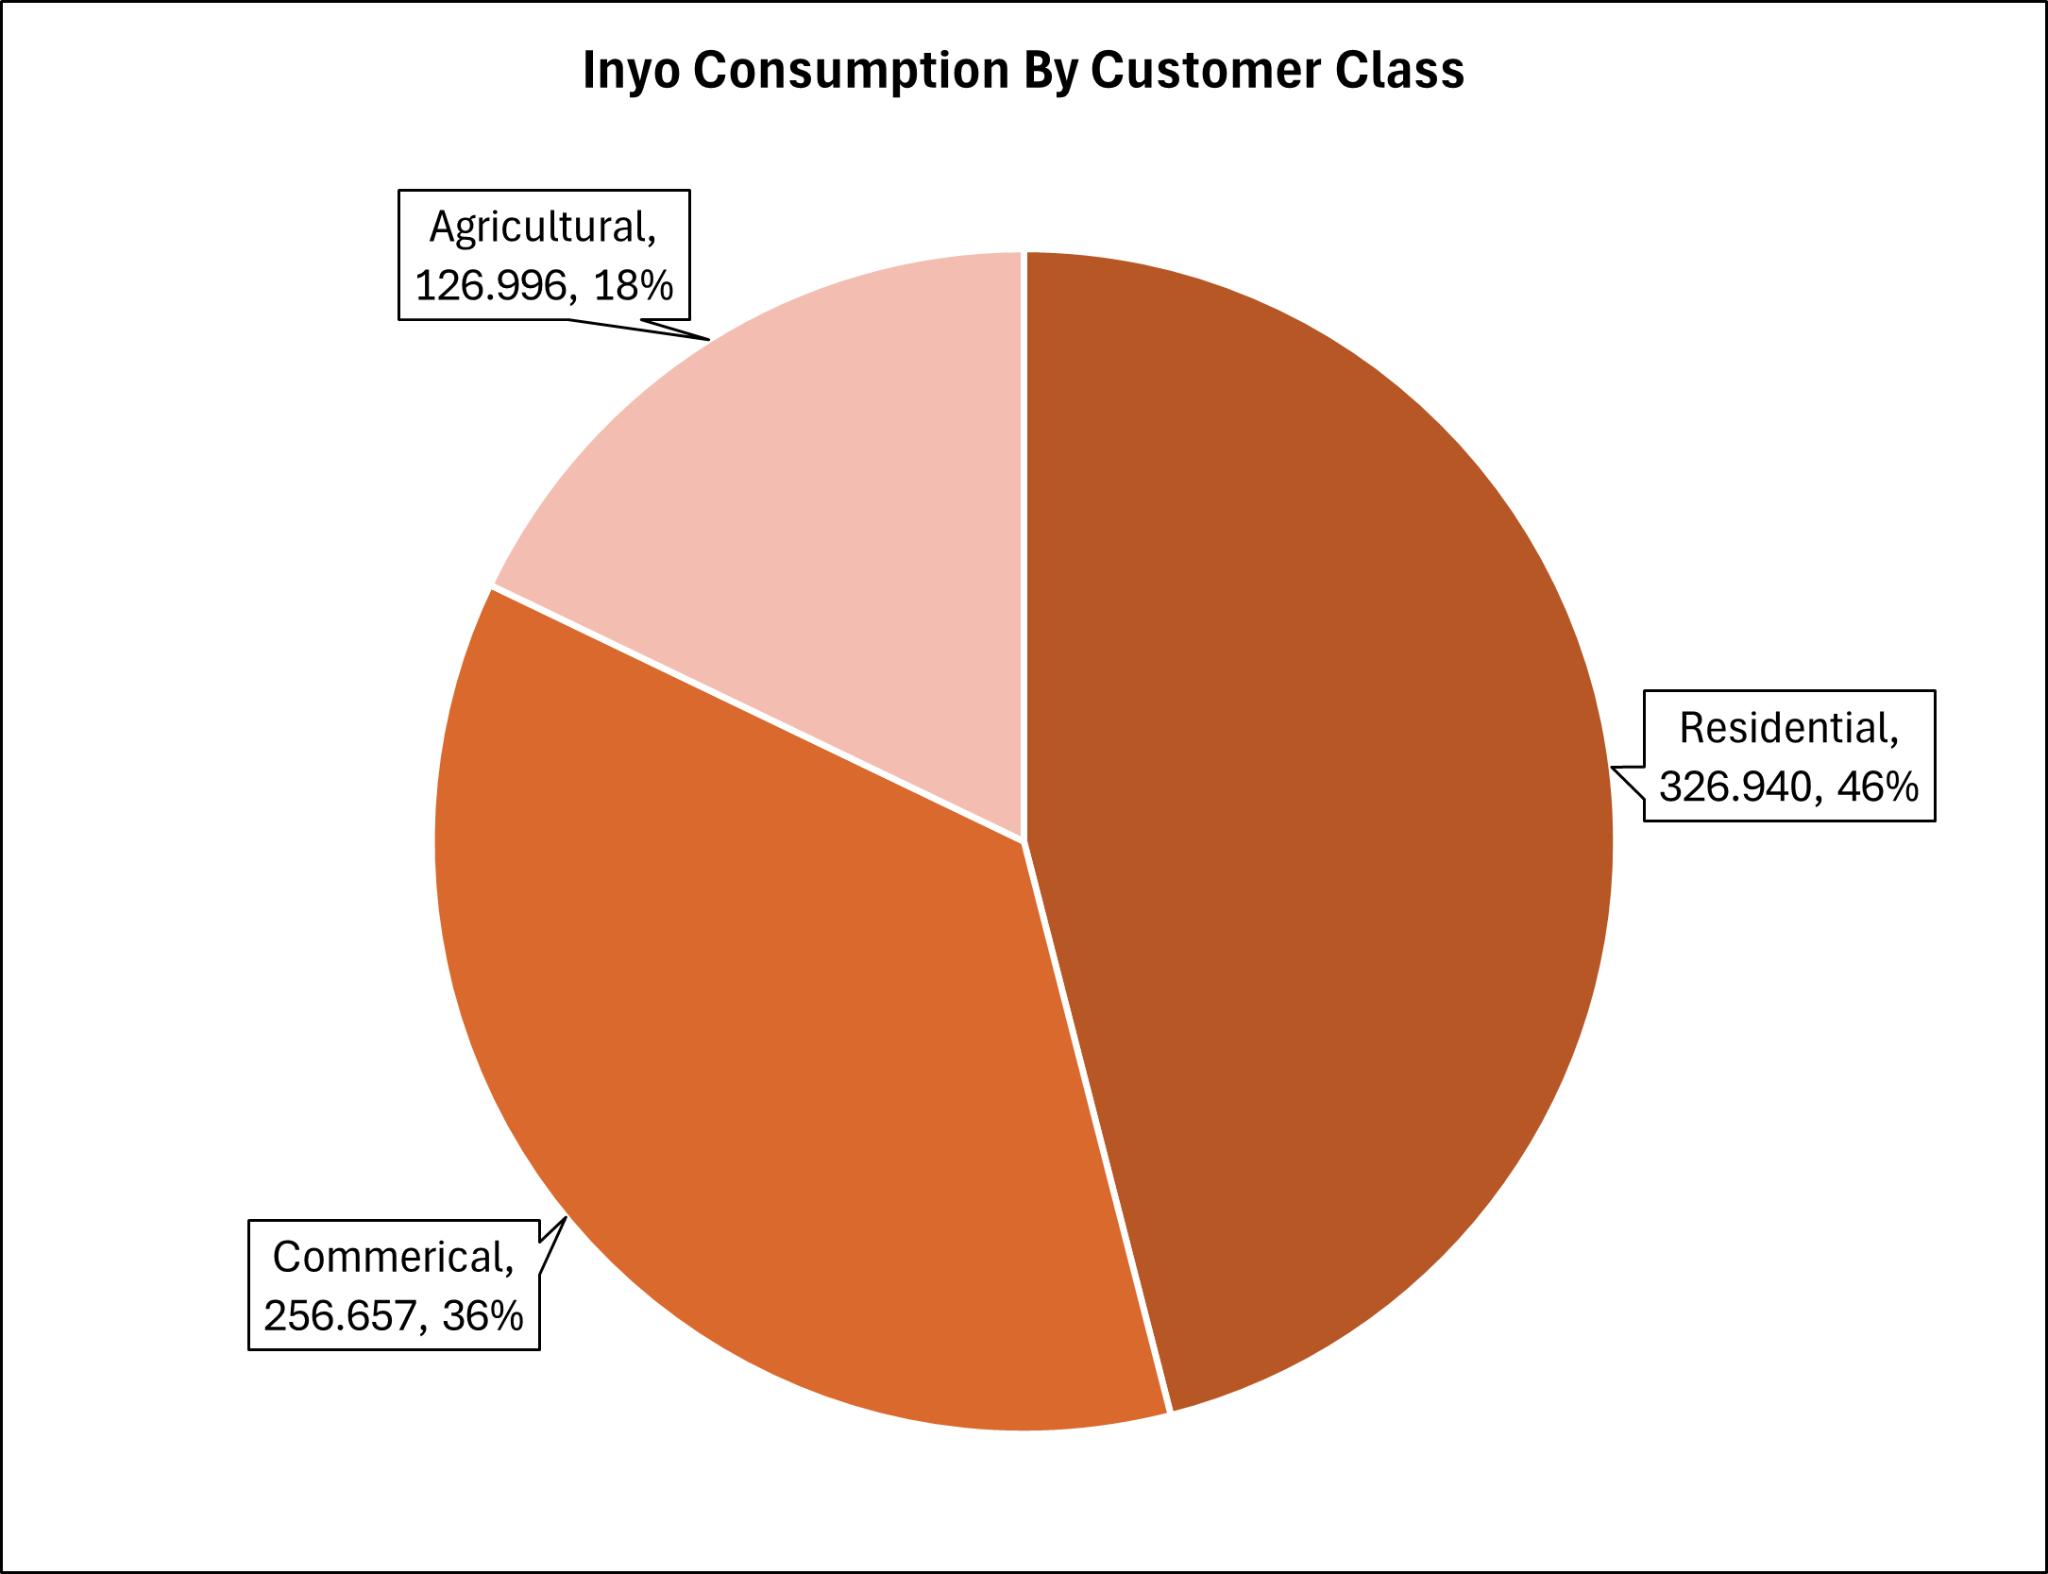 Inyo Consumption By Customer Class
Agricultural,
126.996, 18%
Residential,
326.940, 46%
Commerical,
256.657, 36%